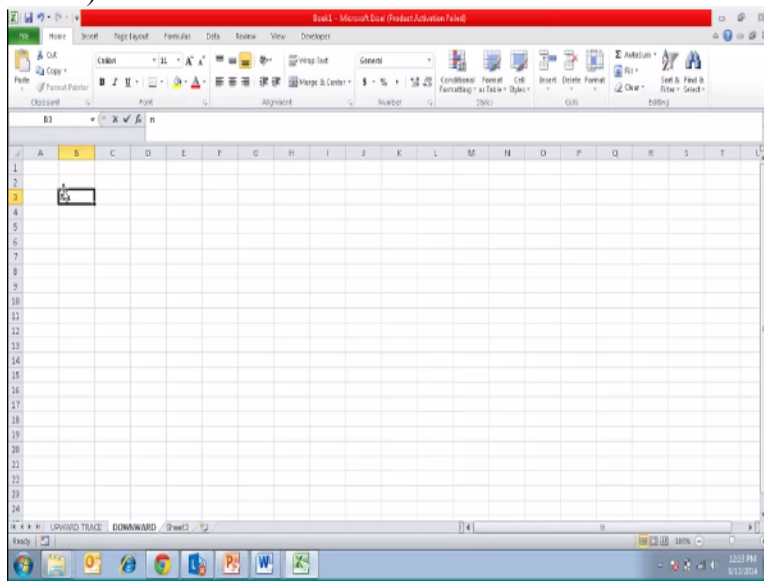 Book1 - Microsoft Excel (Product Activation Failed)
File Home Insert Page Layout Formulas Data Review View Developer
Cut Calibri 11 Wrap Text General AutoSum
Copy Fill
Paste Format Painter B I U Merge & Center $ % , Conditional Formatting Format as Table Cell Styles Insert Delete Format Clear Sort & Filter Find & Select
Clipboard Font Alignment Number Styles Cells Editing
B3 fx n
A B C D E F G H I J K L M N O P Q R S T
1
2
3
4
5
6
7
8
9
10
11
12
13
14
15
16
17
18
19
20
21
22
23
24
UPWARD TRACE DOWNWARD Sheet3
Ready 100%
12:13 PM